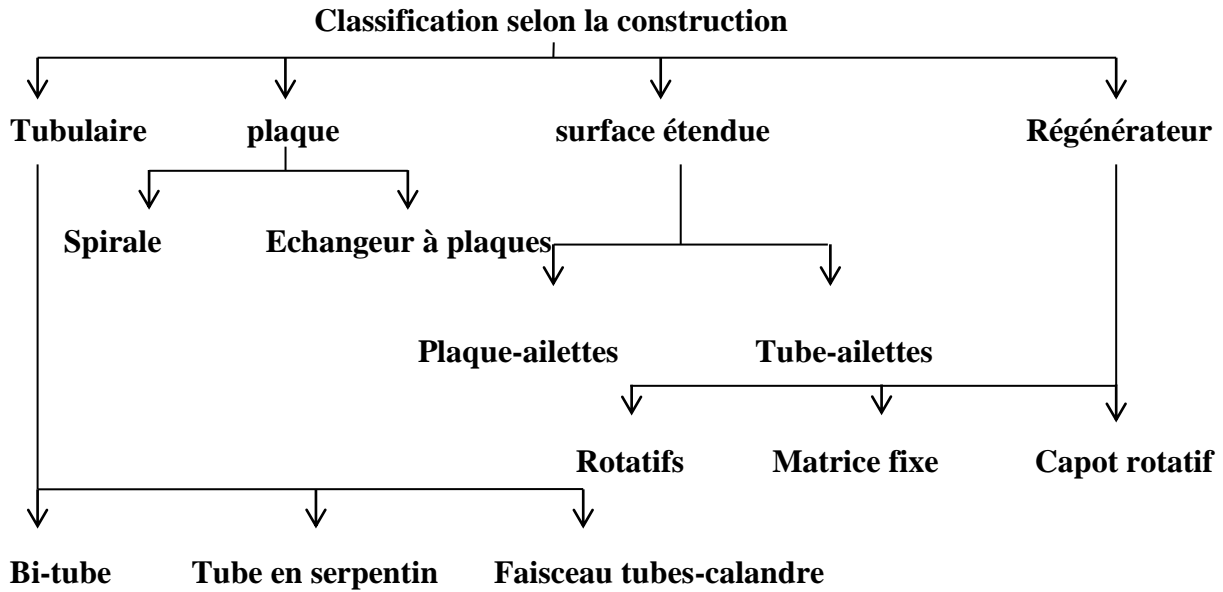 Classification selon la construction
Tubulaire plaque surface étendue Régénérateur
Spirale Echangeur à plaques
Plaque-ailettes Tube-ailettes
Rotatifs Matrice fixe Capot rotatif
Bi-tube Tube en serpentin Faisceau tubes-calandre